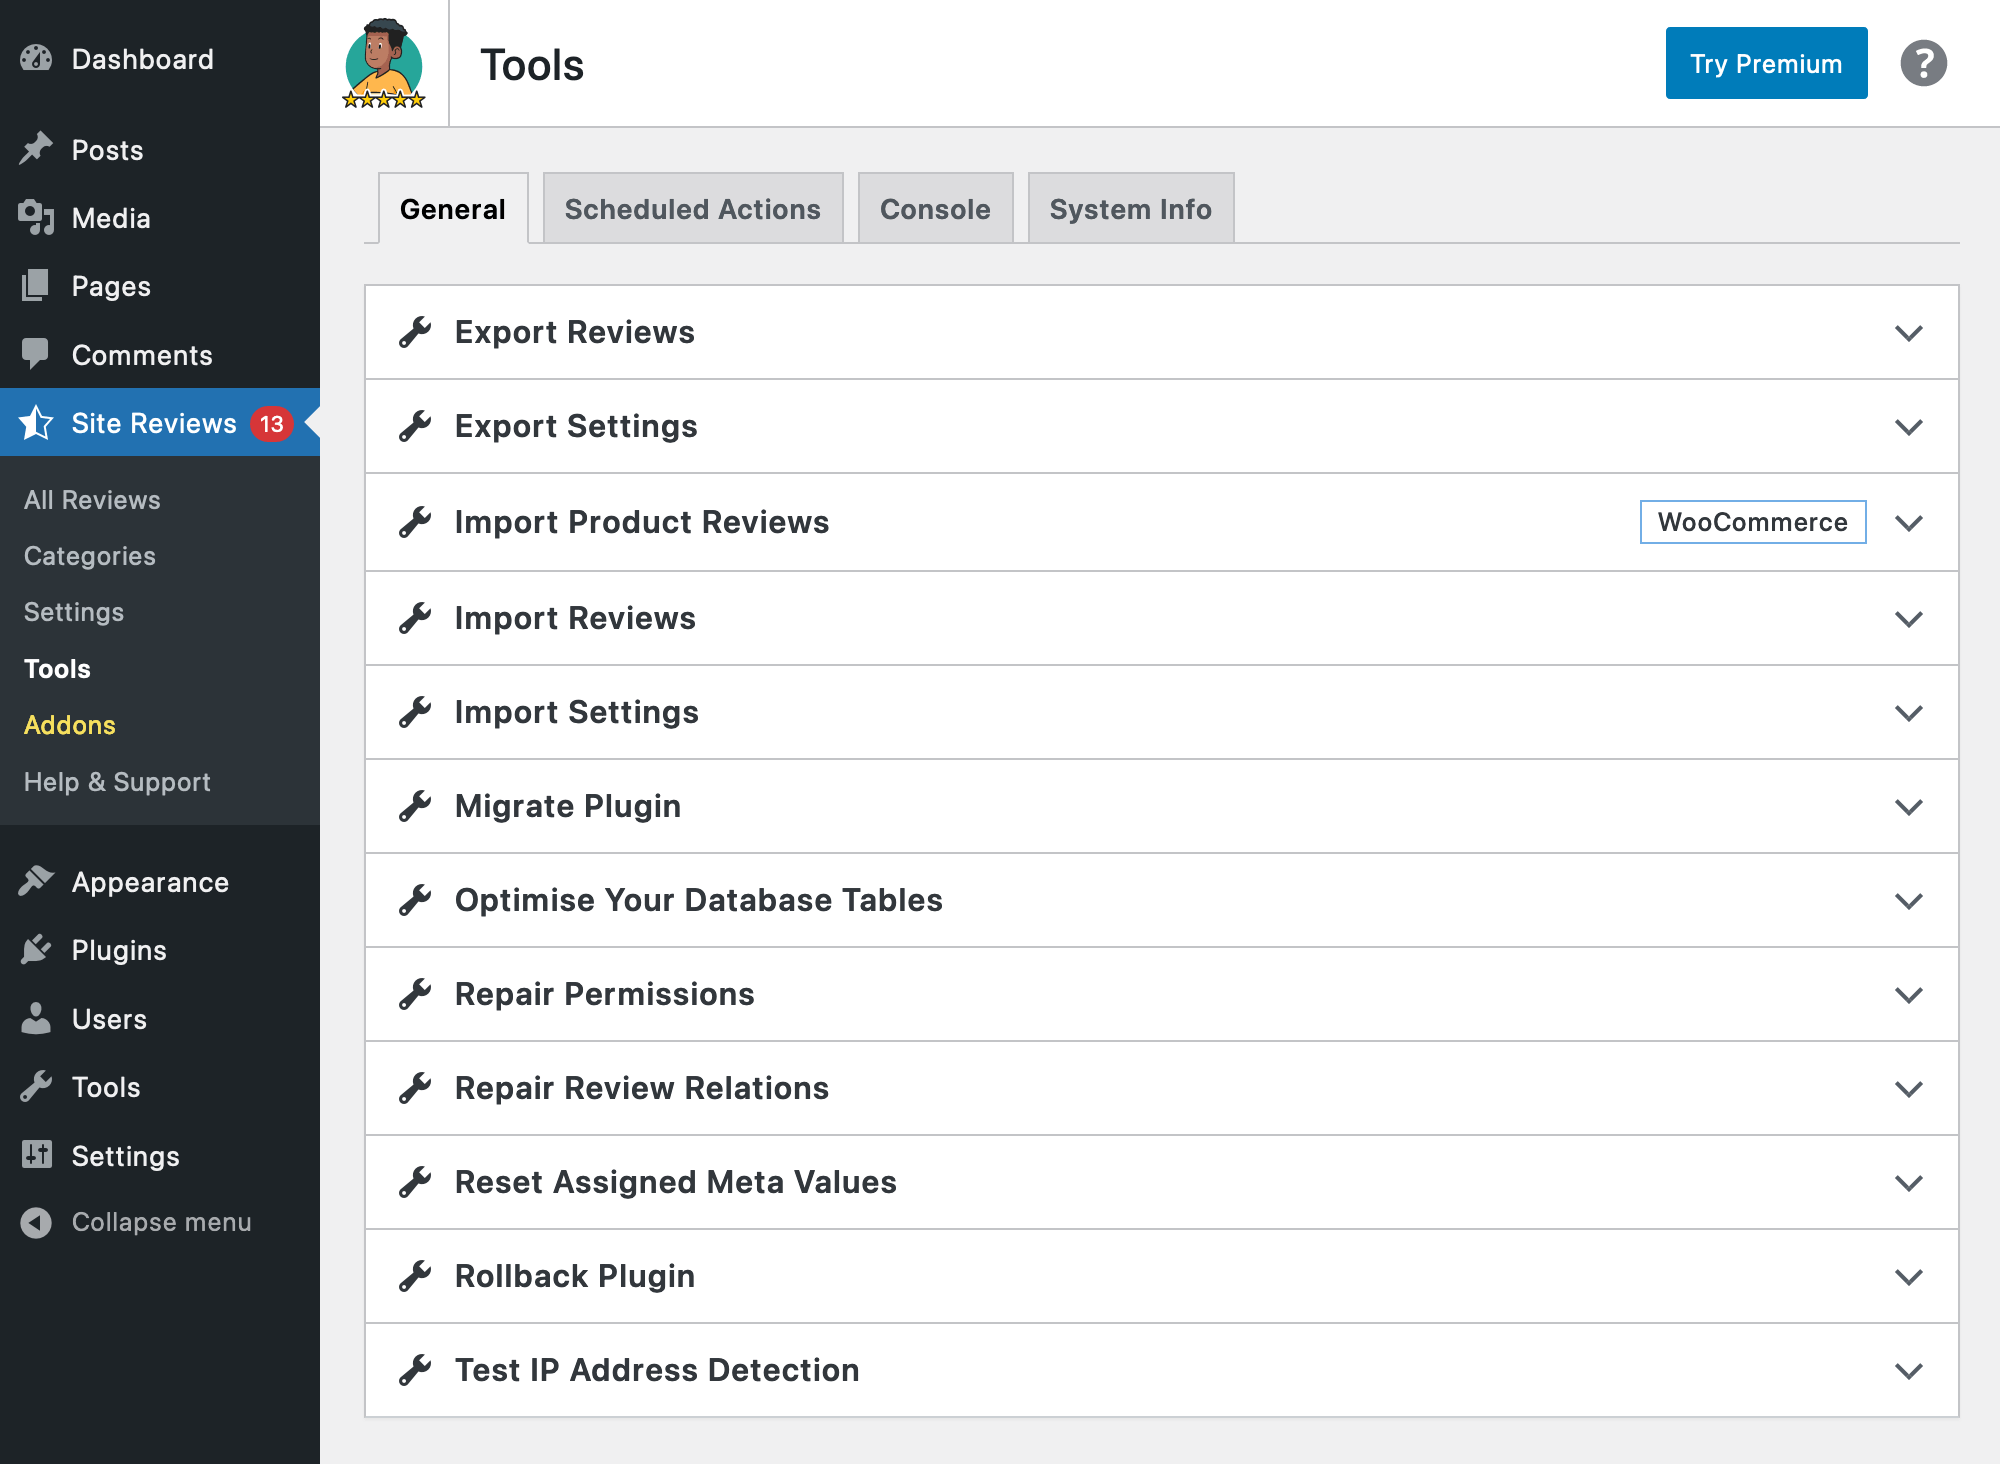 Dashboard
Posts
Media
Pages
Comments
Site Reviews 13
All Reviews
Categories
Settings
Tools
Addons
Help & Support
Appearance
Plugins
Users
Tools
Settings
Collapse menu
Tools
Try Premium
?
General
Scheduled Actions
Console
System Info
Export Reviews
Export Settings
Import Product Reviews
WooCommerce
Import Reviews
Import Settings
Migrate Plugin
Optimise Your Database Tables
Repair Permissions
Repair Review Relations
Reset Assigned Meta Values
Rollback Plugin
Test IP Address Detection